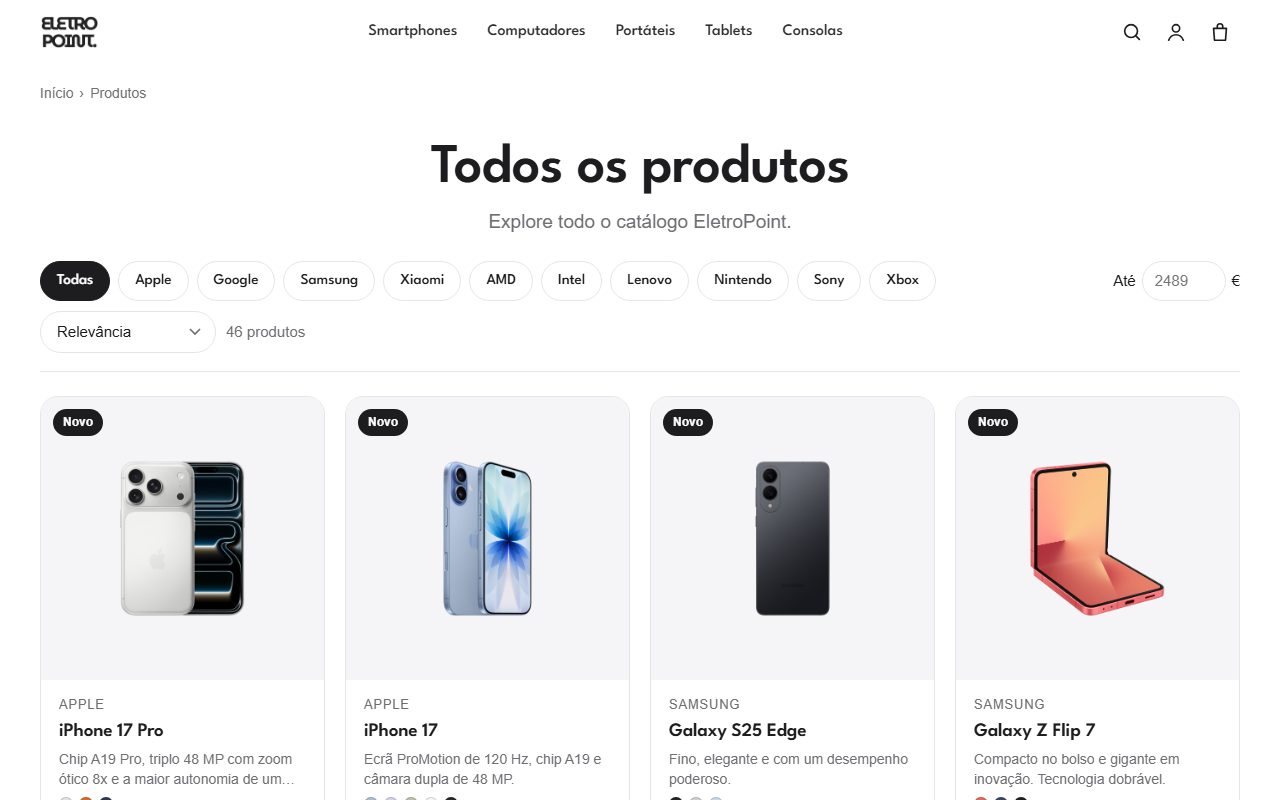 ELETRO
POINT.
Smartphones Computadores Portáteis Tablets Consolas
Início › Produtos
Todos os produtos
Explore todo o catálogo EletroPoint.
Todas Apple Google Samsung Xiaomi AMD Intel Lenovo Nintendo Sony Xbox Até 2489 €
Relevância 46 produtos
Novo
APPLE
iPhone 17 Pro
Chip A19 Pro, triplo 48 MP com zoom
ótico 8x e a maior autonomia de um...
Novo
APPLE
iPhone 17
Ecrã ProMotion de 120 Hz, chip A19 e
câmara dupla de 48 MP.
Novo
SAMSUNG
Galaxy S25 Edge
Fino, elegante e com um desempenho
poderoso.
Novo
SAMSUNG
Galaxy Z Flip 7
Compacto no bolso e gigante em
inovação. Tecnologia dobrável.